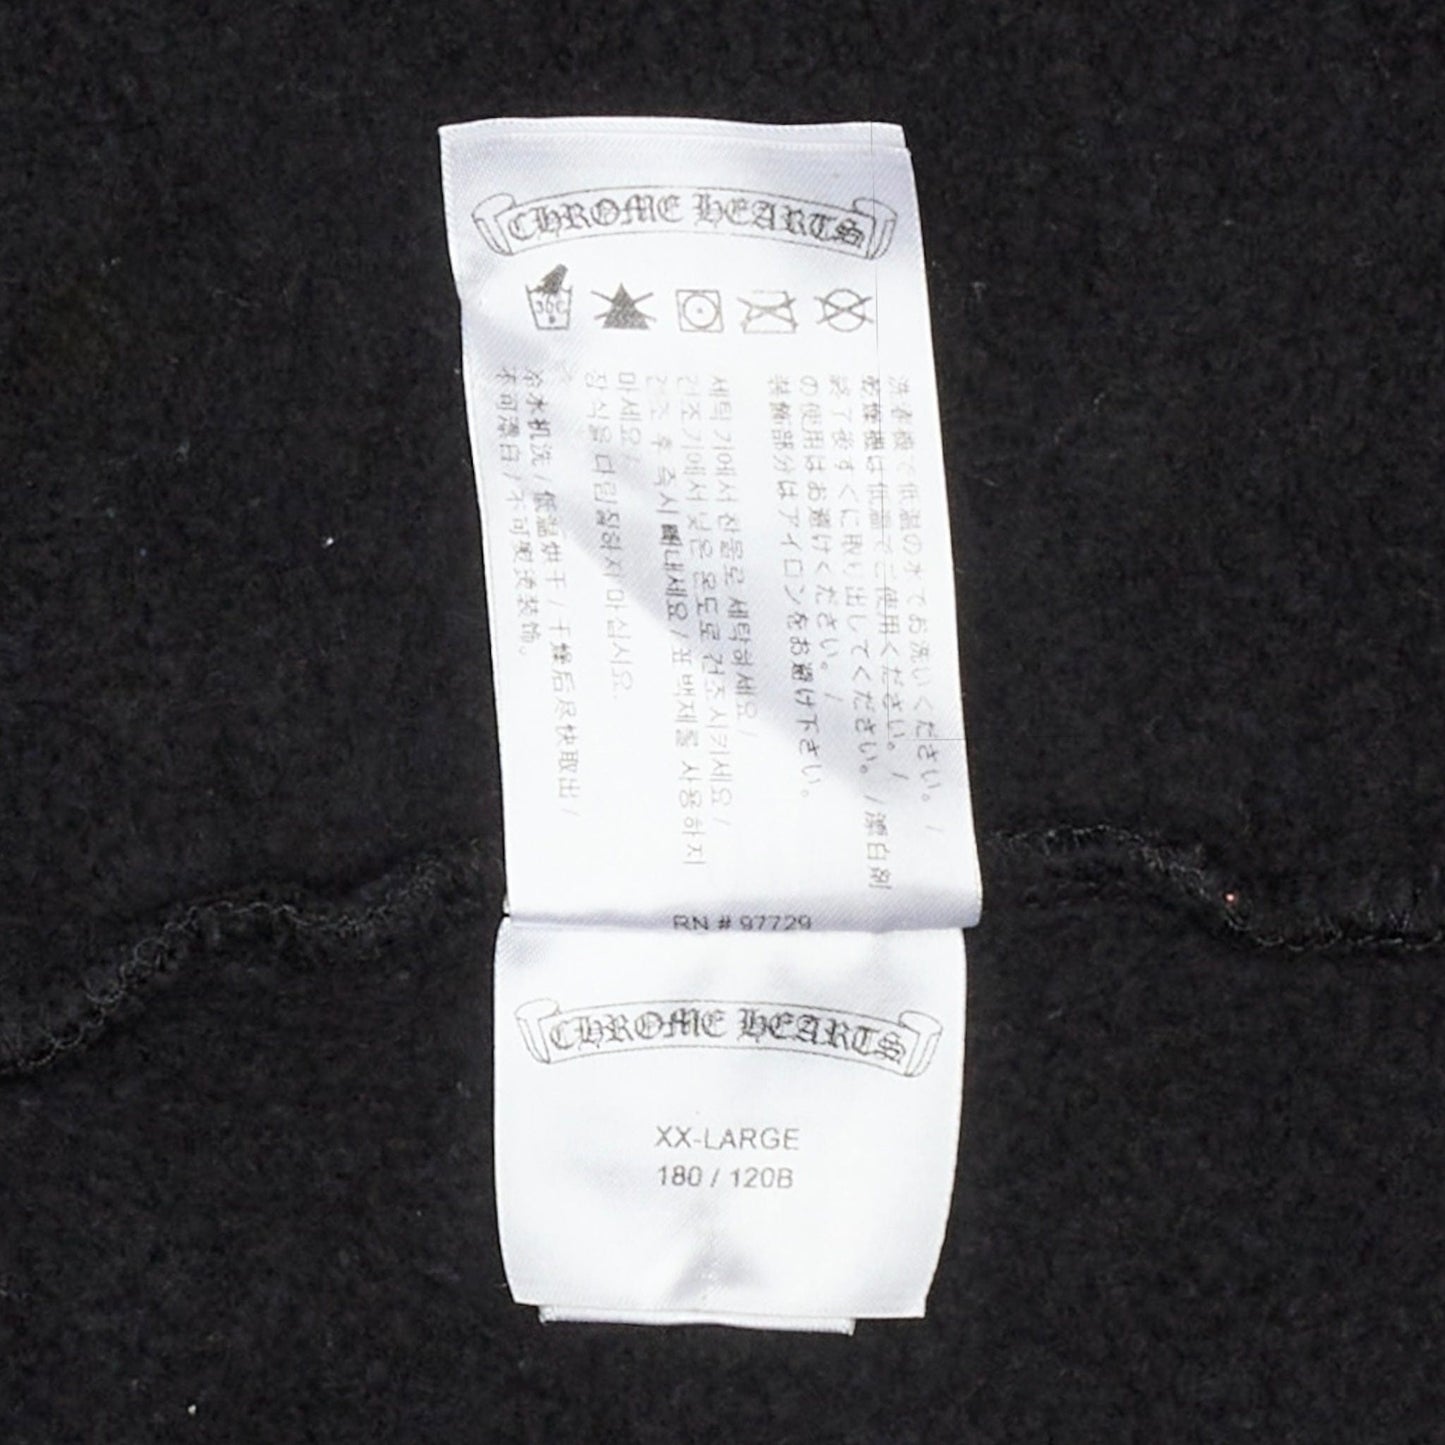 CHROME HEARTS
30C
洗者機で低温の水でお洗いください。 /
乾燥機は低温でご使用ください。 /
終了後すぐに取り出してください。 / 漂白剤
の使用はお避けください。 /
装飾部分はアイロンをお避け下さい。
세탁기에서 찬물로 세탁하세요 /
건조기에서 낮은 온도로 건조시키세요 /
건조 후 즉시 빼내세요 / 표백제를 사용하지
마세요 /
장식을 다림질하지 마십시요.
冷水机洗 / 低温烘干 / 干燥后尽快取出 /
不可漂白 / 不可熨烫装饰。
RN # 97729
CHROME HEARTS
XX-LARGE
180 / 120B